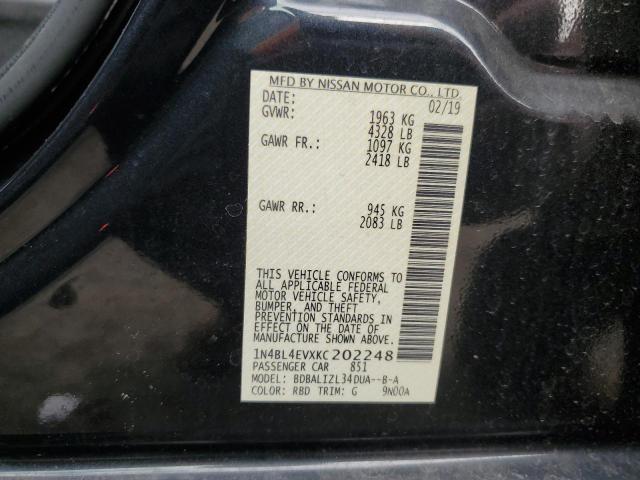 MFD BY NISSAN MOTOR CO., LTD.
DATE: 02/19
GVWR: 1963 KG
4328 LB
GAWR FR.: 1097 KG
2418 LB
GAWR RR.: 945 KG
2083 LB
THIS VEHICLE CONFORMS TO
ALL APPLICABLE FEDERAL
MOTOR VEHICLE SAFETY,
BUMPER, AND THEFT
PREVENTION STANDARDS IN
EFFECT ON THE DATE OF
MANUFACTURE SHOWN ABOVE.
1N4BL4EVXKC202248
PASSENGER CAR 851
MODEL: BDBALIZL34DUA--B-A
COLOR: RBD TRIM: G 9N00A